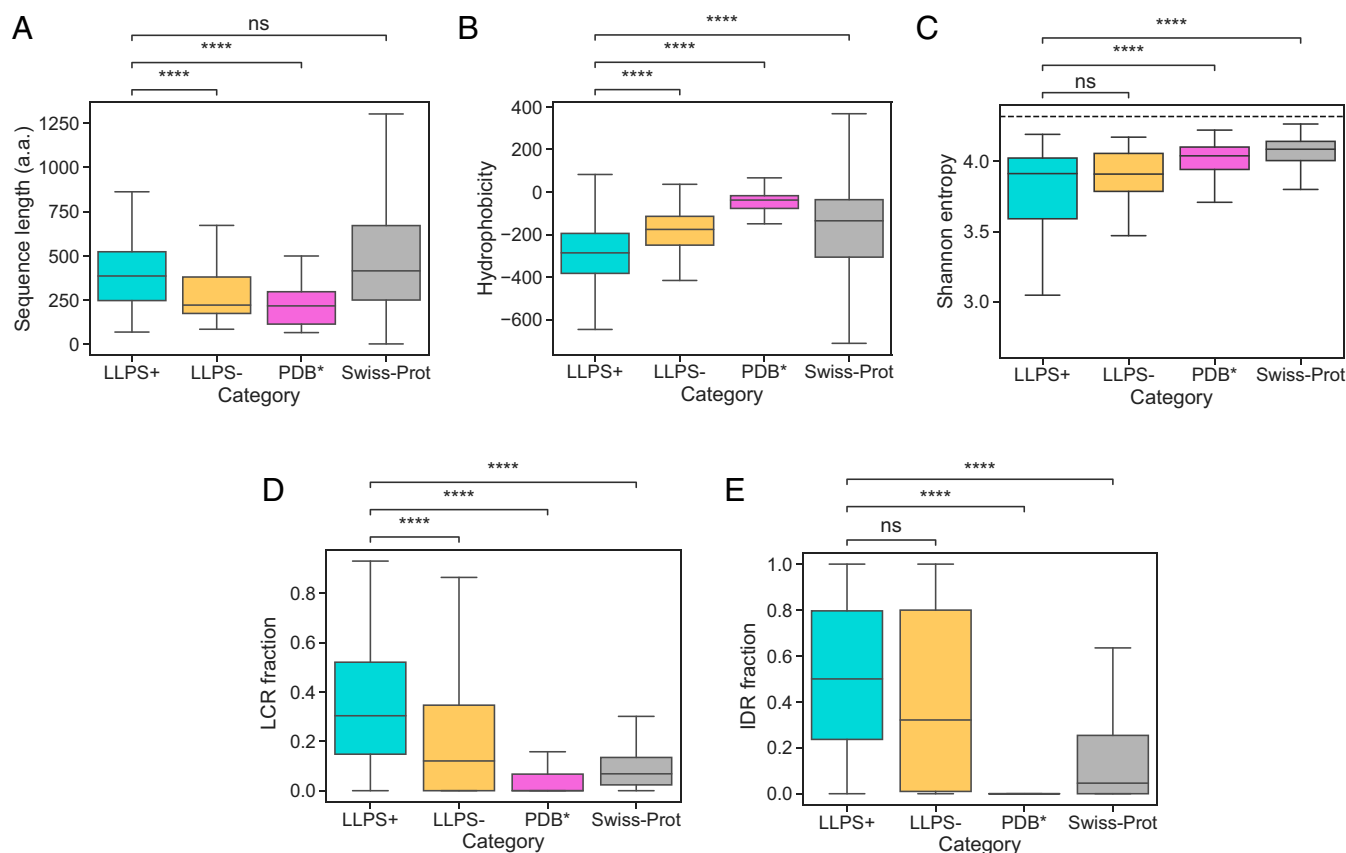 A
ns
****
****
Sequence length (a.a.)
1250
1000
750
500
250
0
LLPS+ LLPS- PDB* Swiss-Prot
Category
B
****
****
****
Hydrophobicity
400
200
0
−200
−400
−600
LLPS+ LLPS- PDB* Swiss-Prot
Category
C
****
****
ns
Shannon entropy
4.0
3.5
3.0
LLPS+ LLPS- PDB* Swiss-Prot
Category
D
****
****
****
LCR fraction
0.8
0.6
0.4
0.2
0.0
LLPS+ LLPS- PDB* Swiss-Prot
Category
E
****
****
ns
IDR fraction
1.0
0.8
0.6
0.4
0.2
0.0
LLPS+ LLPS- PDB* Swiss-Prot
Category